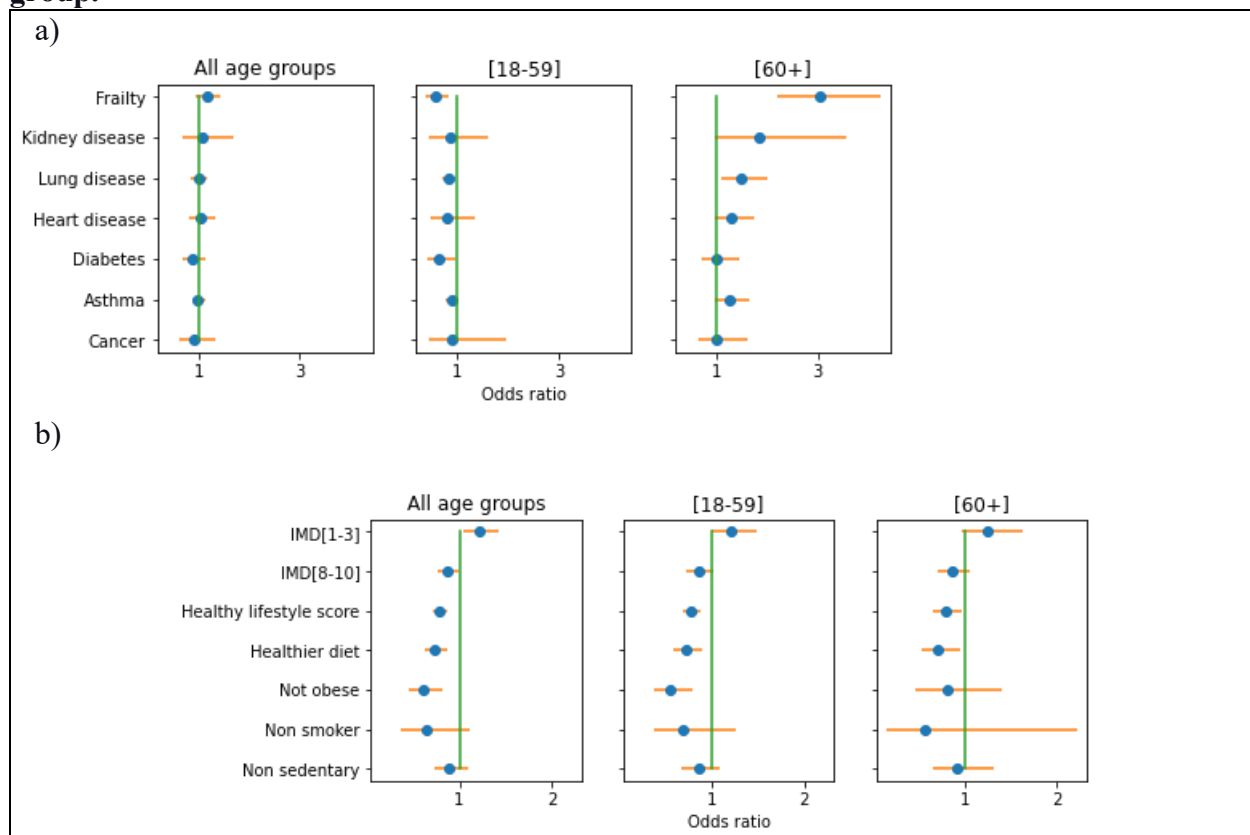 group.
a)
All age groups [18-59] [60+]
Frailty
Kidney disease
Lung disease
Heart disease
Diabetes
Asthma
Cancer
1 3 1 3 1 3
Odds ratio
b)
All age groups [18-59] [60+]
IMD[1-3]
IMD[8-10]
Healthy lifestyle score
Healthier diet
Not obese
Non smoker
Non sedentary
1 2 1 2 1 2
Odds ratio